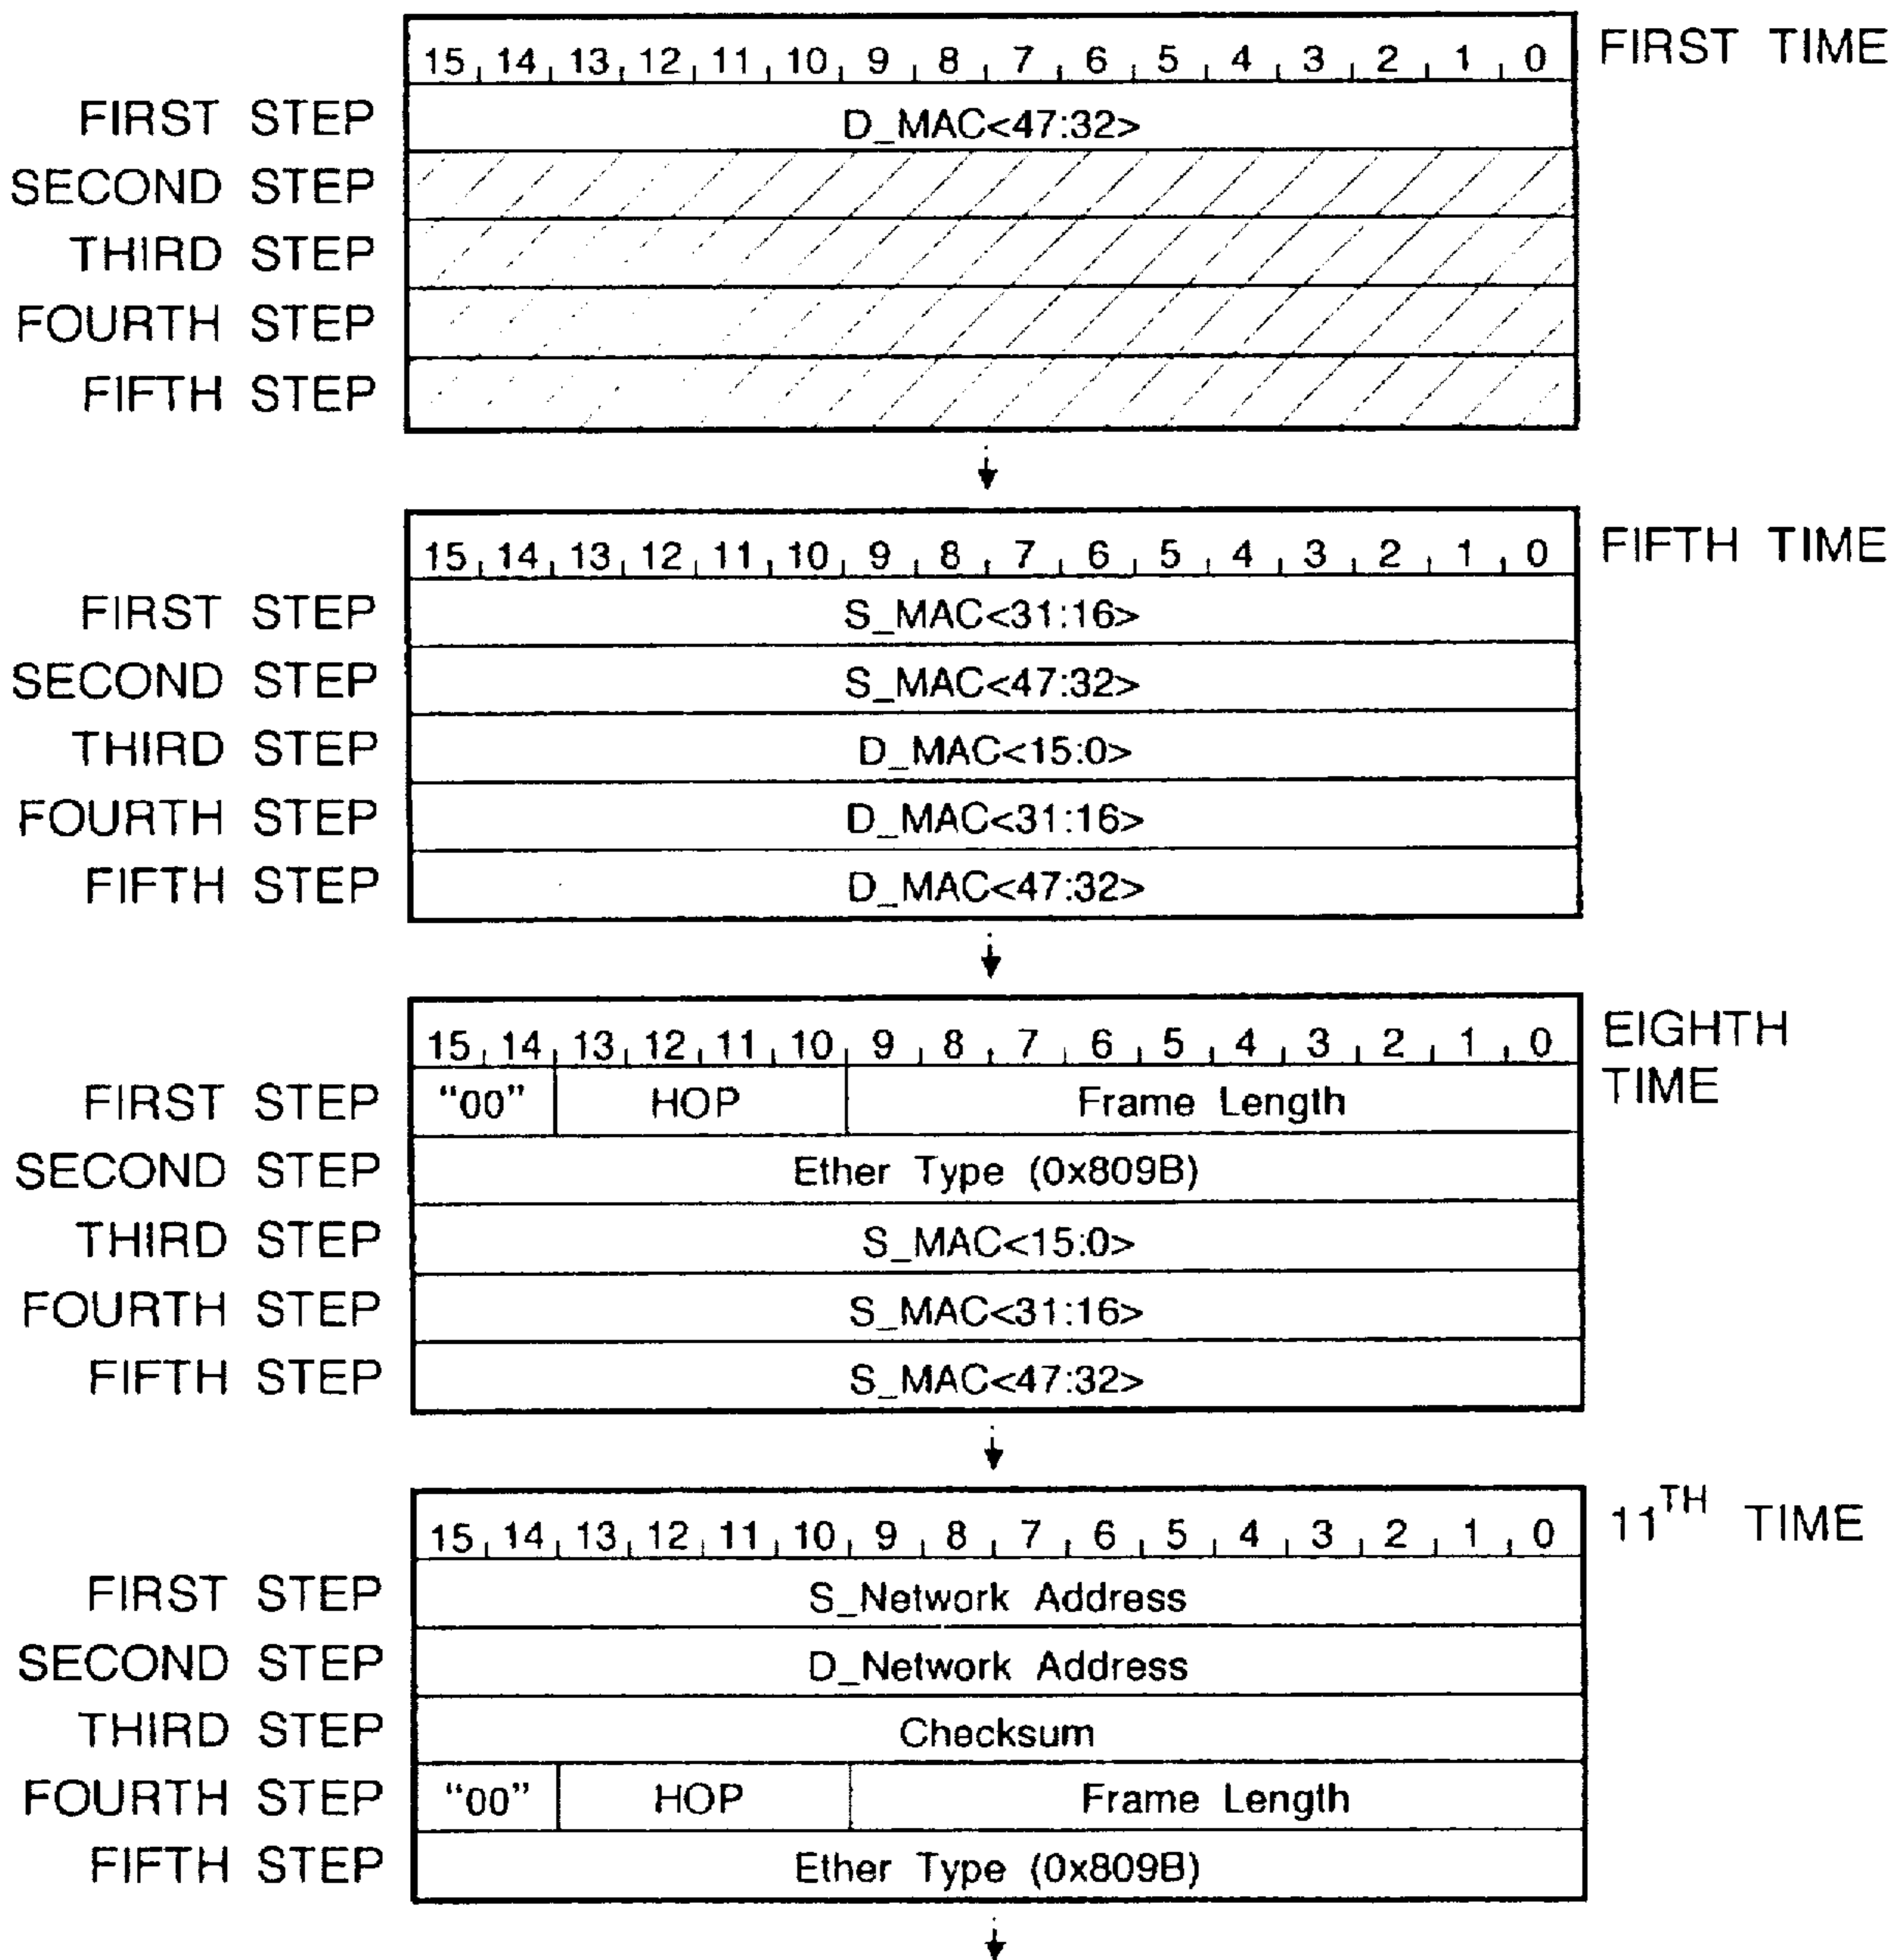 15 14 13 12 11 10 9 8 7 6 5 4 3 2 1 0 FIRST TIME
FIRST STEP D_MAC<47:32>
SECOND STEP
THIRD STEP
FOURTH STEP
FIFTH STEP
15 14 13 12 11 10 9 8 7 6 5 4 3 2 1 0 FIFTH TIME
FIRST STEP S_MAC<31:16>
SECOND STEP S_MAC<47:32>
THIRD STEP D_MAC<15:0>
FOURTH STEP D_MAC<31:16>
FIFTH STEP D_MAC<47:32>
15 14 13 12 11 10 9 8 7 6 5 4 3 2 1 0 EIGHTH
TIME
FIRST STEP “00” HOP Frame Length
SECOND STEP Ether Type (0x809B)
THIRD STEP S_MAC<15:0>
FOURTH STEP S_MAC<31:16>
FIFTH STEP S_MAC<47:32>
15 14 13 12 11 10 9 8 7 6 5 4 3 2 1 0 11TH TIME
FIRST STEP S_Network Address
SECOND STEP D_Network Address
THIRD STEP Checksum
FOURTH STEP “00” HOP Frame Length
FIFTH STEP Ether Type (0x809B)